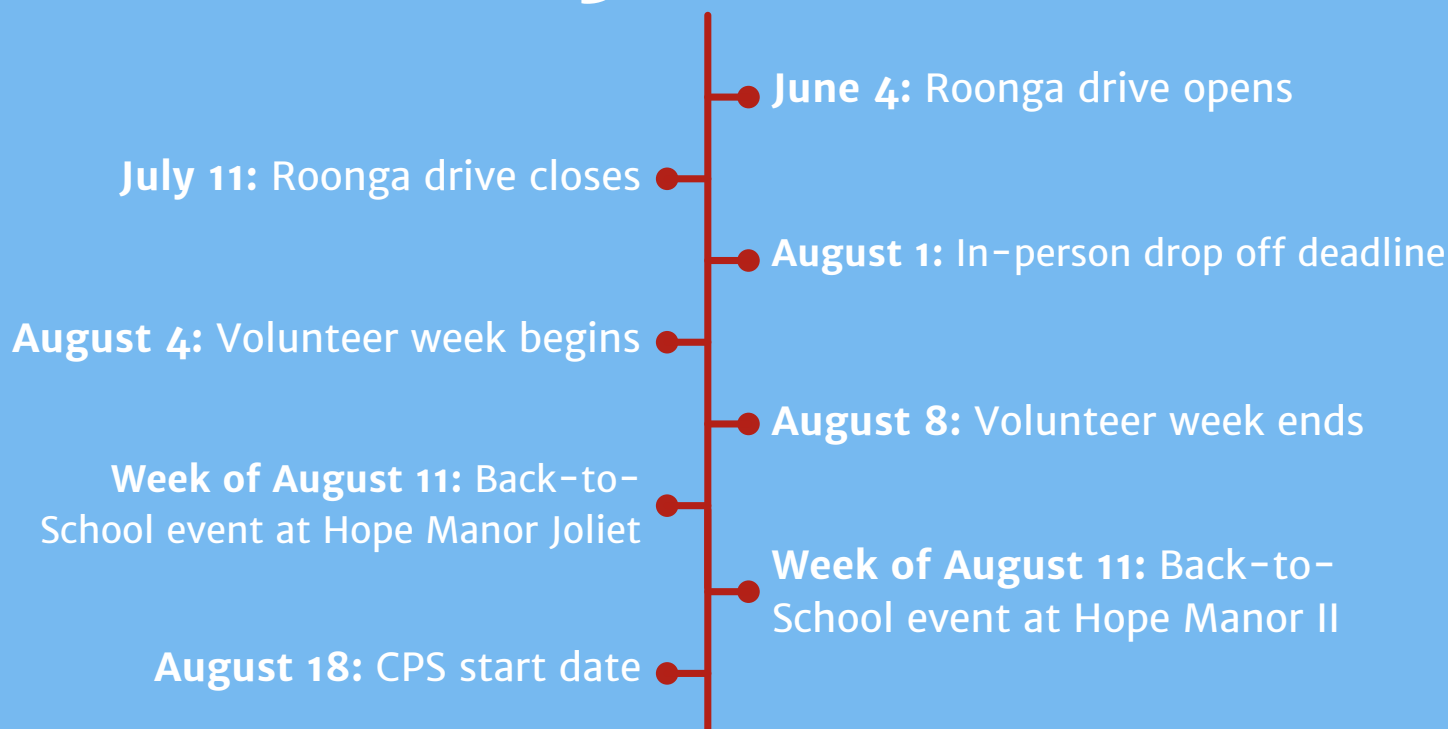 June 4: Roonga drive opens
July 11: Roonga drive closes
August 1: In-person drop off deadline
August 4: Volunteer week begins
August 8: Volunteer week ends
Week of August 11: Back-to-
School event at Hope Manor Joliet
Week of August 11: Back-to-
School event at Hope Manor II
August 18: CPS start date